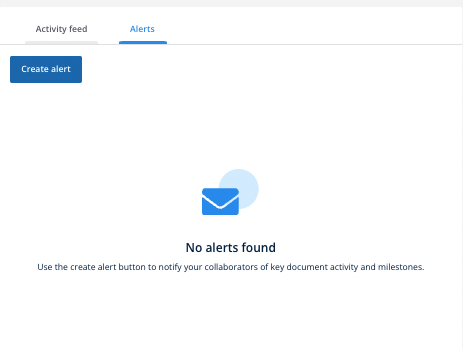 Activity feed
Alerts
Create alert
No alerts found
Use the create alert button to notify your collaborators of key document activity and milestones.